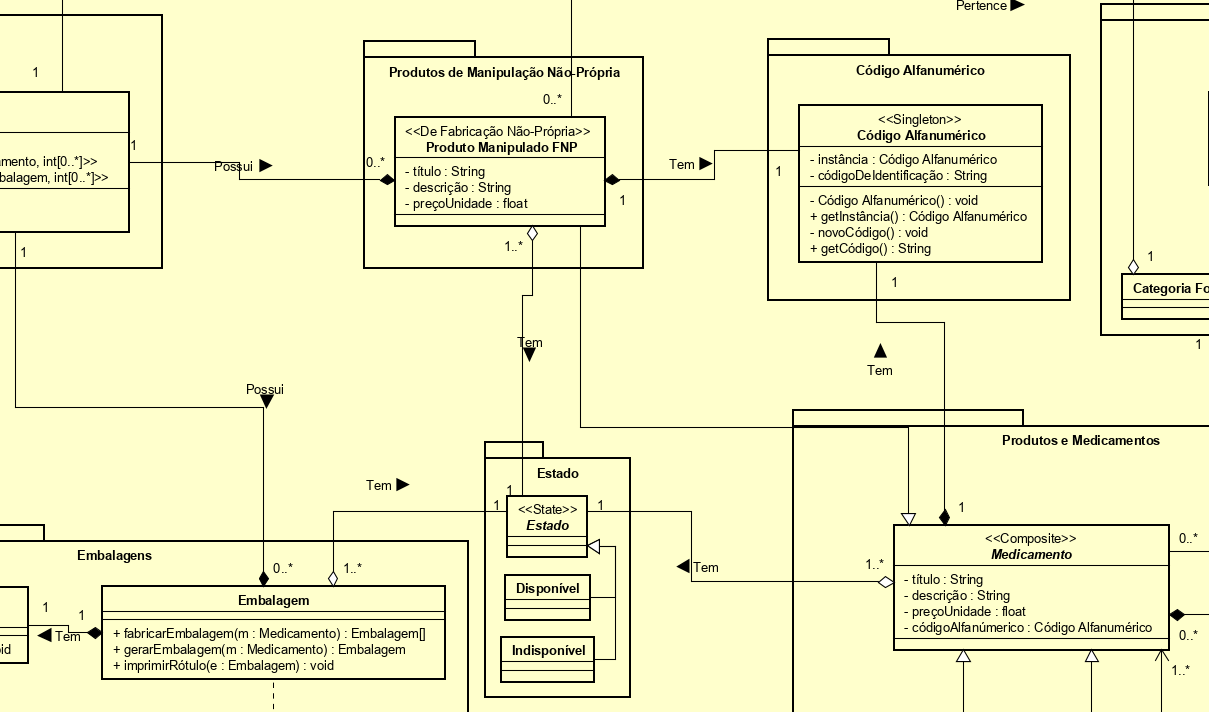 Pertence
1
Produtos de Manipulação Não-Própria
Código Alfanumérico
0..*
<<De Fabricação Não-Própria>>
Produto Manipulado FNP
- título : String
- descrição : String
- preçoUnidade : float
<<Singleton>>
Código Alfanumérico
- instância : Código Alfanumérico
- códigoDeIdentificação : String
- Código Alfanumérico() : void
+ getInstância() : Código Alfanumérico
- novoCódigo() : void
+ getCódigo() : String
1
amento, int[0..*]>>
balagem, int[0..*]>>
Possui
0..*
Tem
1
1
1
1..*
1
1
Categoria Fo
1
Tem
Tem
Possui
Produtos e Medicamentos
Estado
Tem
1
1
<<State>>
Estado
1
1
<<Composite>>
Medicamento
- título : String
- descrição : String
- preçoUnidade : float
- códigoAlfanúmerico : Código Alfanumérico
0..*
0..*
1..*
1..*
Tem
Disponível
Indisponível
Embalagens
0..*
1..*
Embalagem
+ fabricarEmbalagem(m : Medicamento) : Embalagem[]
+ gerarEmbalagem(m : Medicamento) : Embalagem
+ imprimirRótulo(e : Embalagem) : void
1
1
Tem
oid